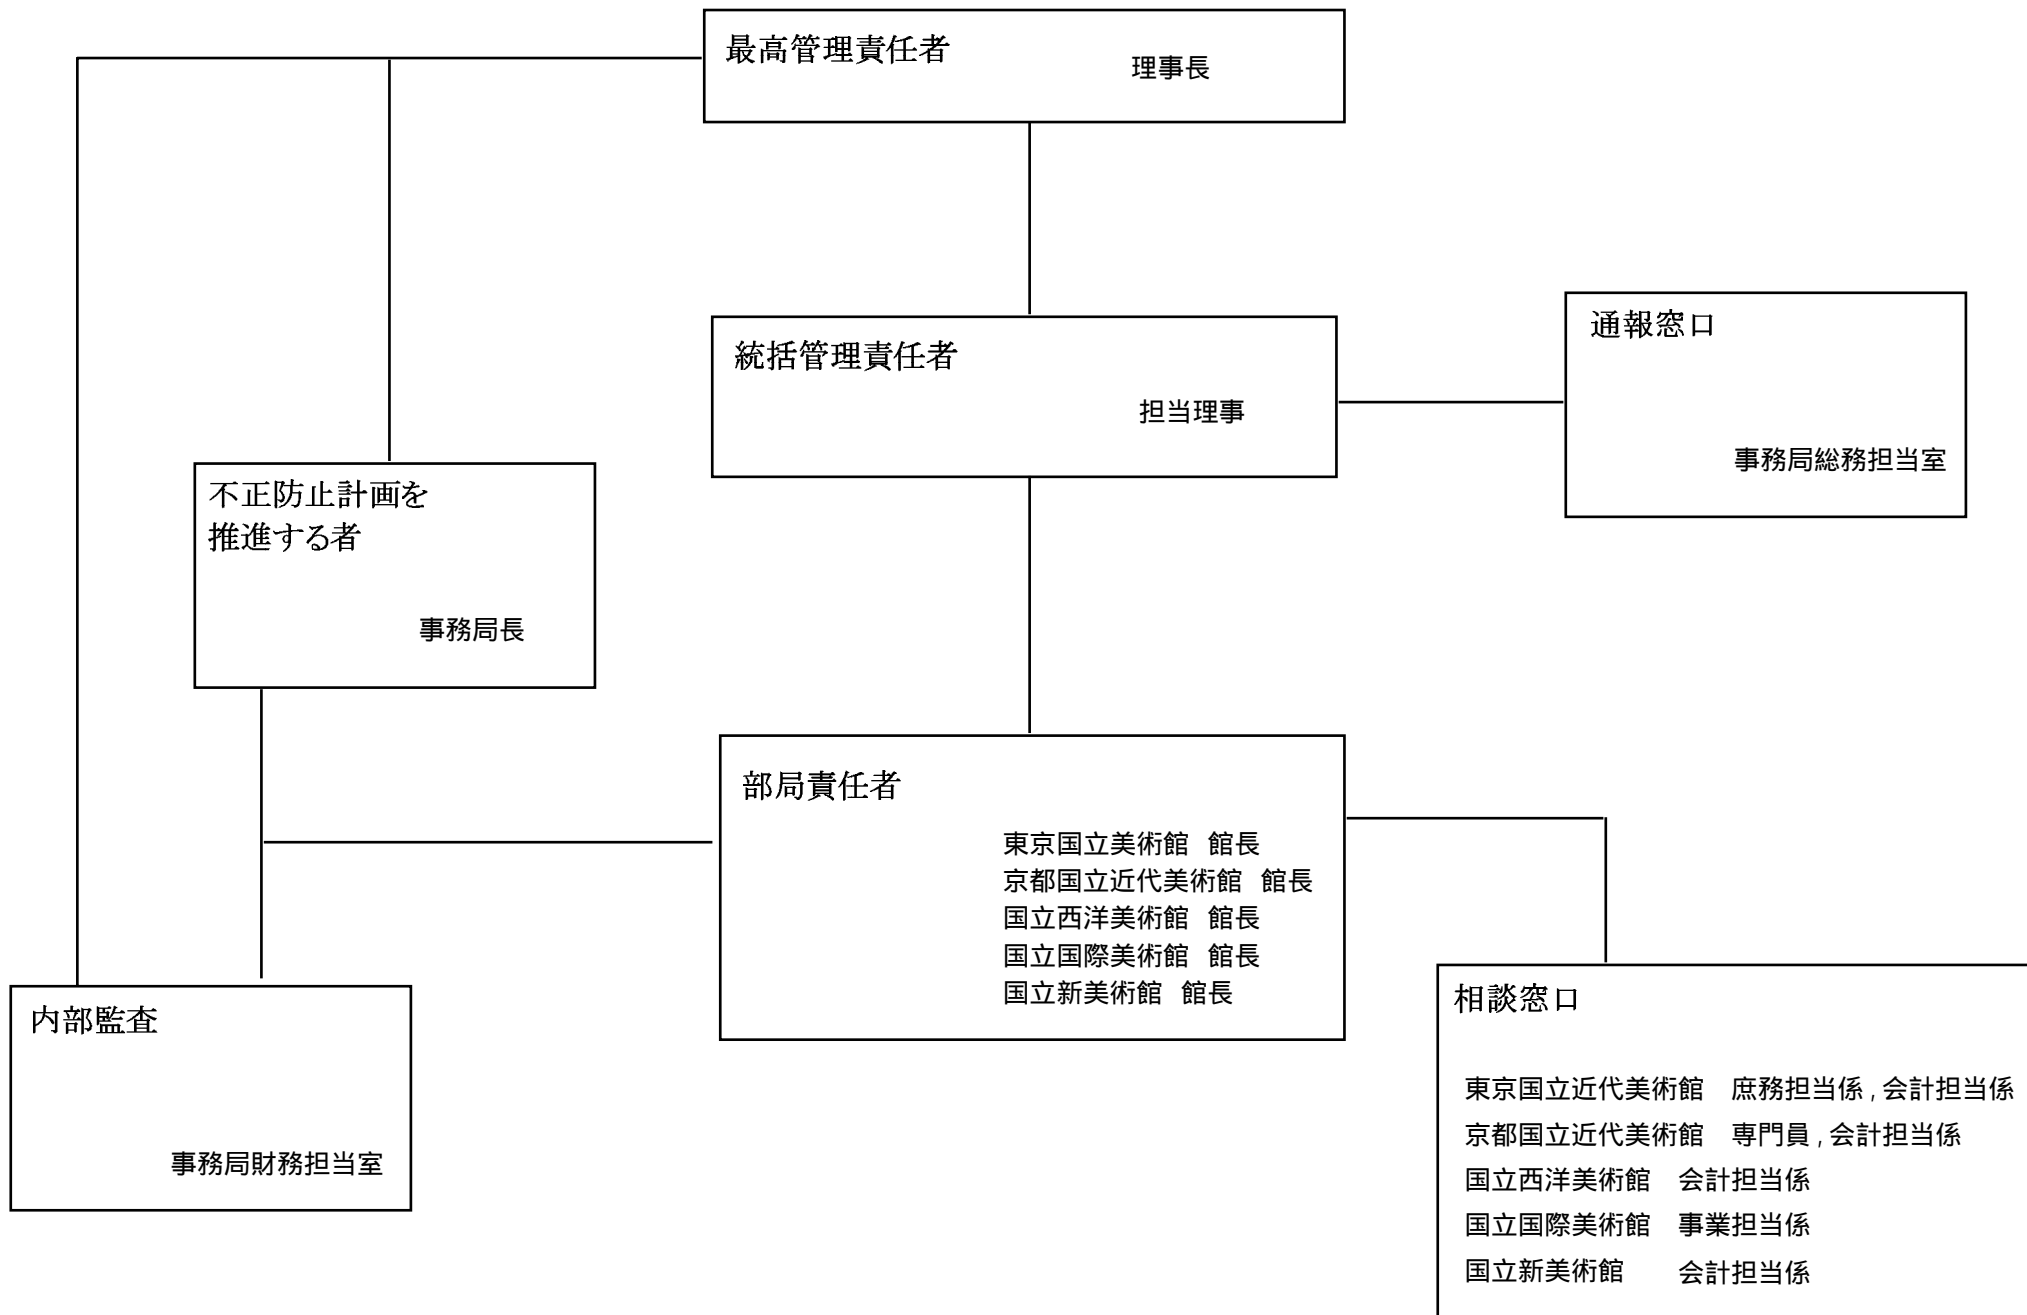 最高管理責任者
理事長
統括管理責任者
担当理事
通報窓口
事務局総務担当室
不正防止計画を
推進する者
事務局長
部局責任者
東京国立美術館 館長
京都国立近代美術館 館長
国立西洋美術館 館長
国立国際美術館 館長
国立新美術館 館長
内部監査
事務局財務担当室
相談窓口
東京国立近代美術館 庶務担当係,会計担当係
京都国立近代美術館 専門員,会計担当係
国立西洋美術館 会計担当係
国立国際美術館 事業担当係
国立新美術館 会計担当係